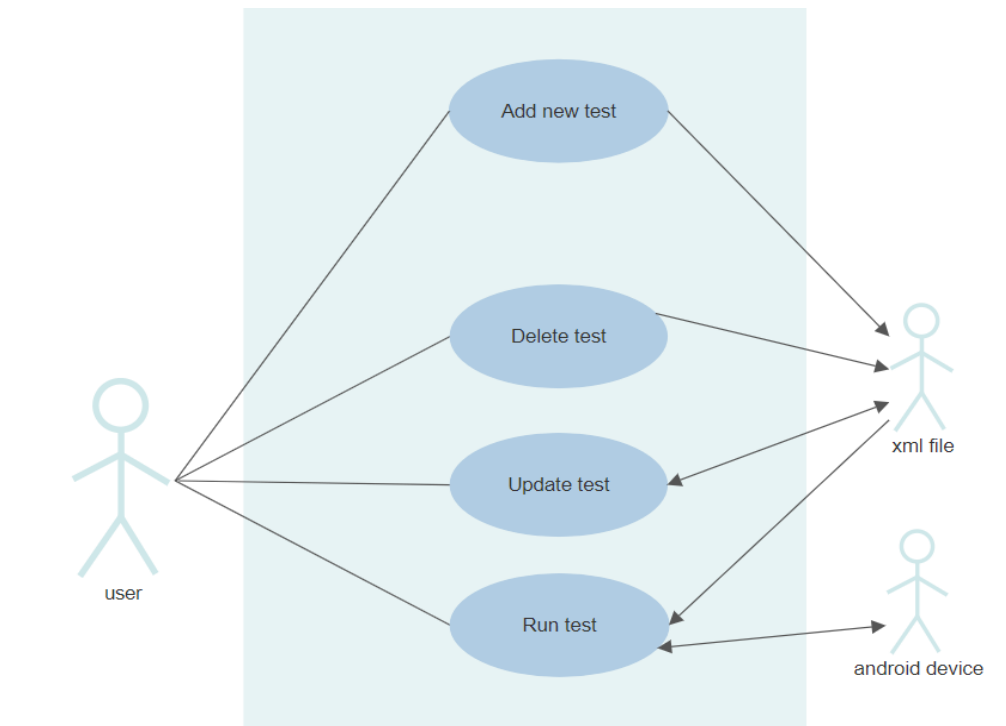 Add new test
Delete test
xml file
Update test
user
Run test
android device